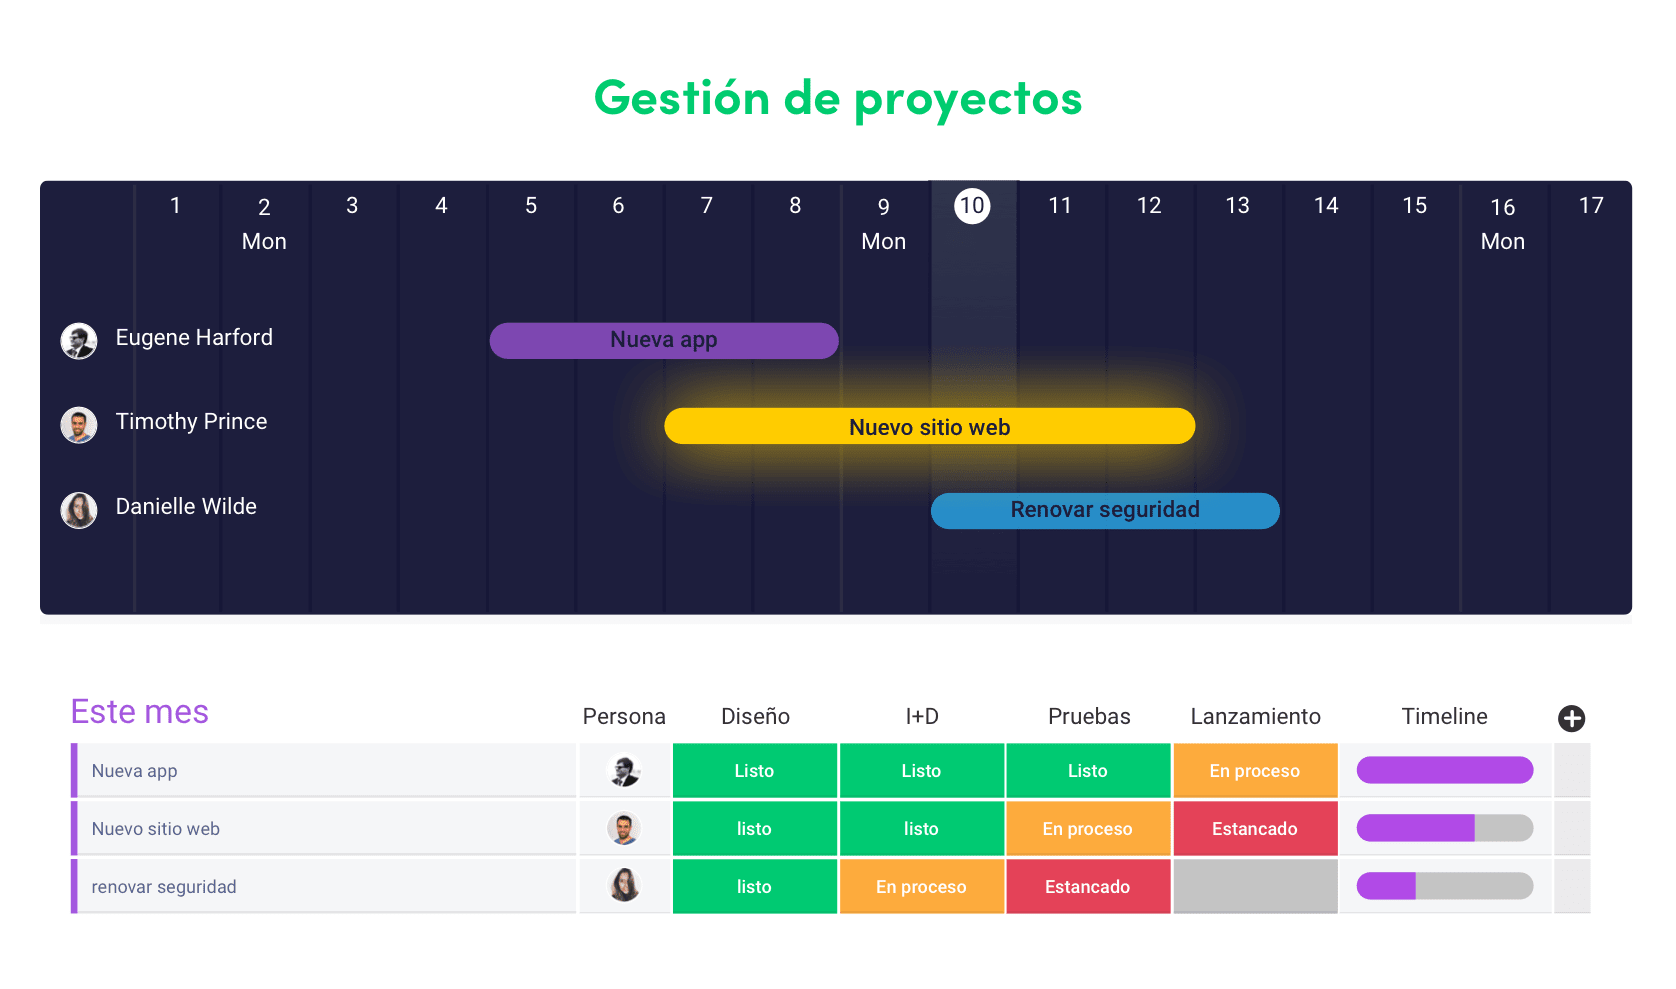 Gestión de proyectos
1 2 3 4 5 6 7 8 9 10 11 12 13 14 15 16 17
Mon Mon Mon
Eugene Harford Nueva app
Timothy Prince Nuevo sitio web
Danielle Wilde Renovar seguridad
Este mes Persona Diseño I+D Pruebas Lanzamiento Timeline
Nueva app Listo Listo Listo En proceso
Nuevo sitio web listo listo En proceso Estancado
renovar seguridad listo En proceso Estancado